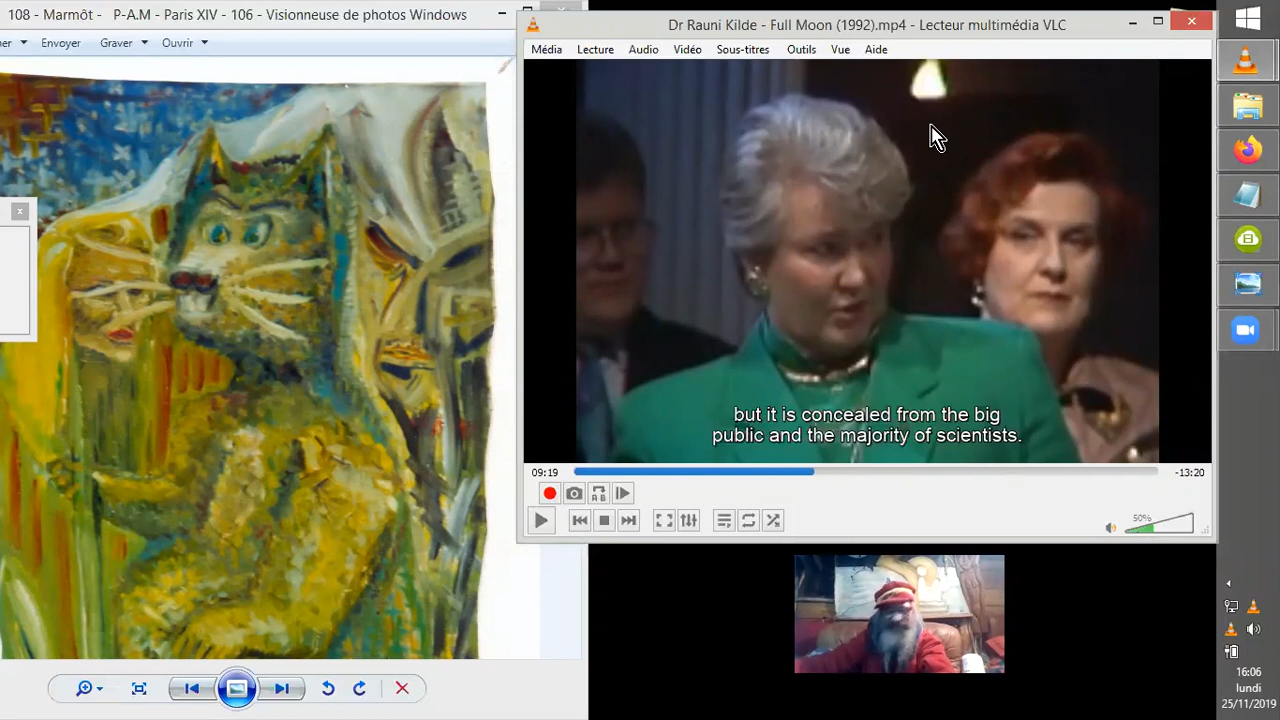 108 - Marmôt -    P-A-M - Paris XIV - 106 - Visionneuse de photos Windows
Envoyer
Graver
Ouvrir
Dr Rauni Kilde - Full Moon (1992).mp4 - Lecteur multimédia VLC
Média
Lecture
Audio
Vidéo
Sous-titres
Outils
Vue
Aide
but it is concealed from the big
public and the majority of scientists.
09:19
-13:20
50%
16:06
lundi
25/11/2019